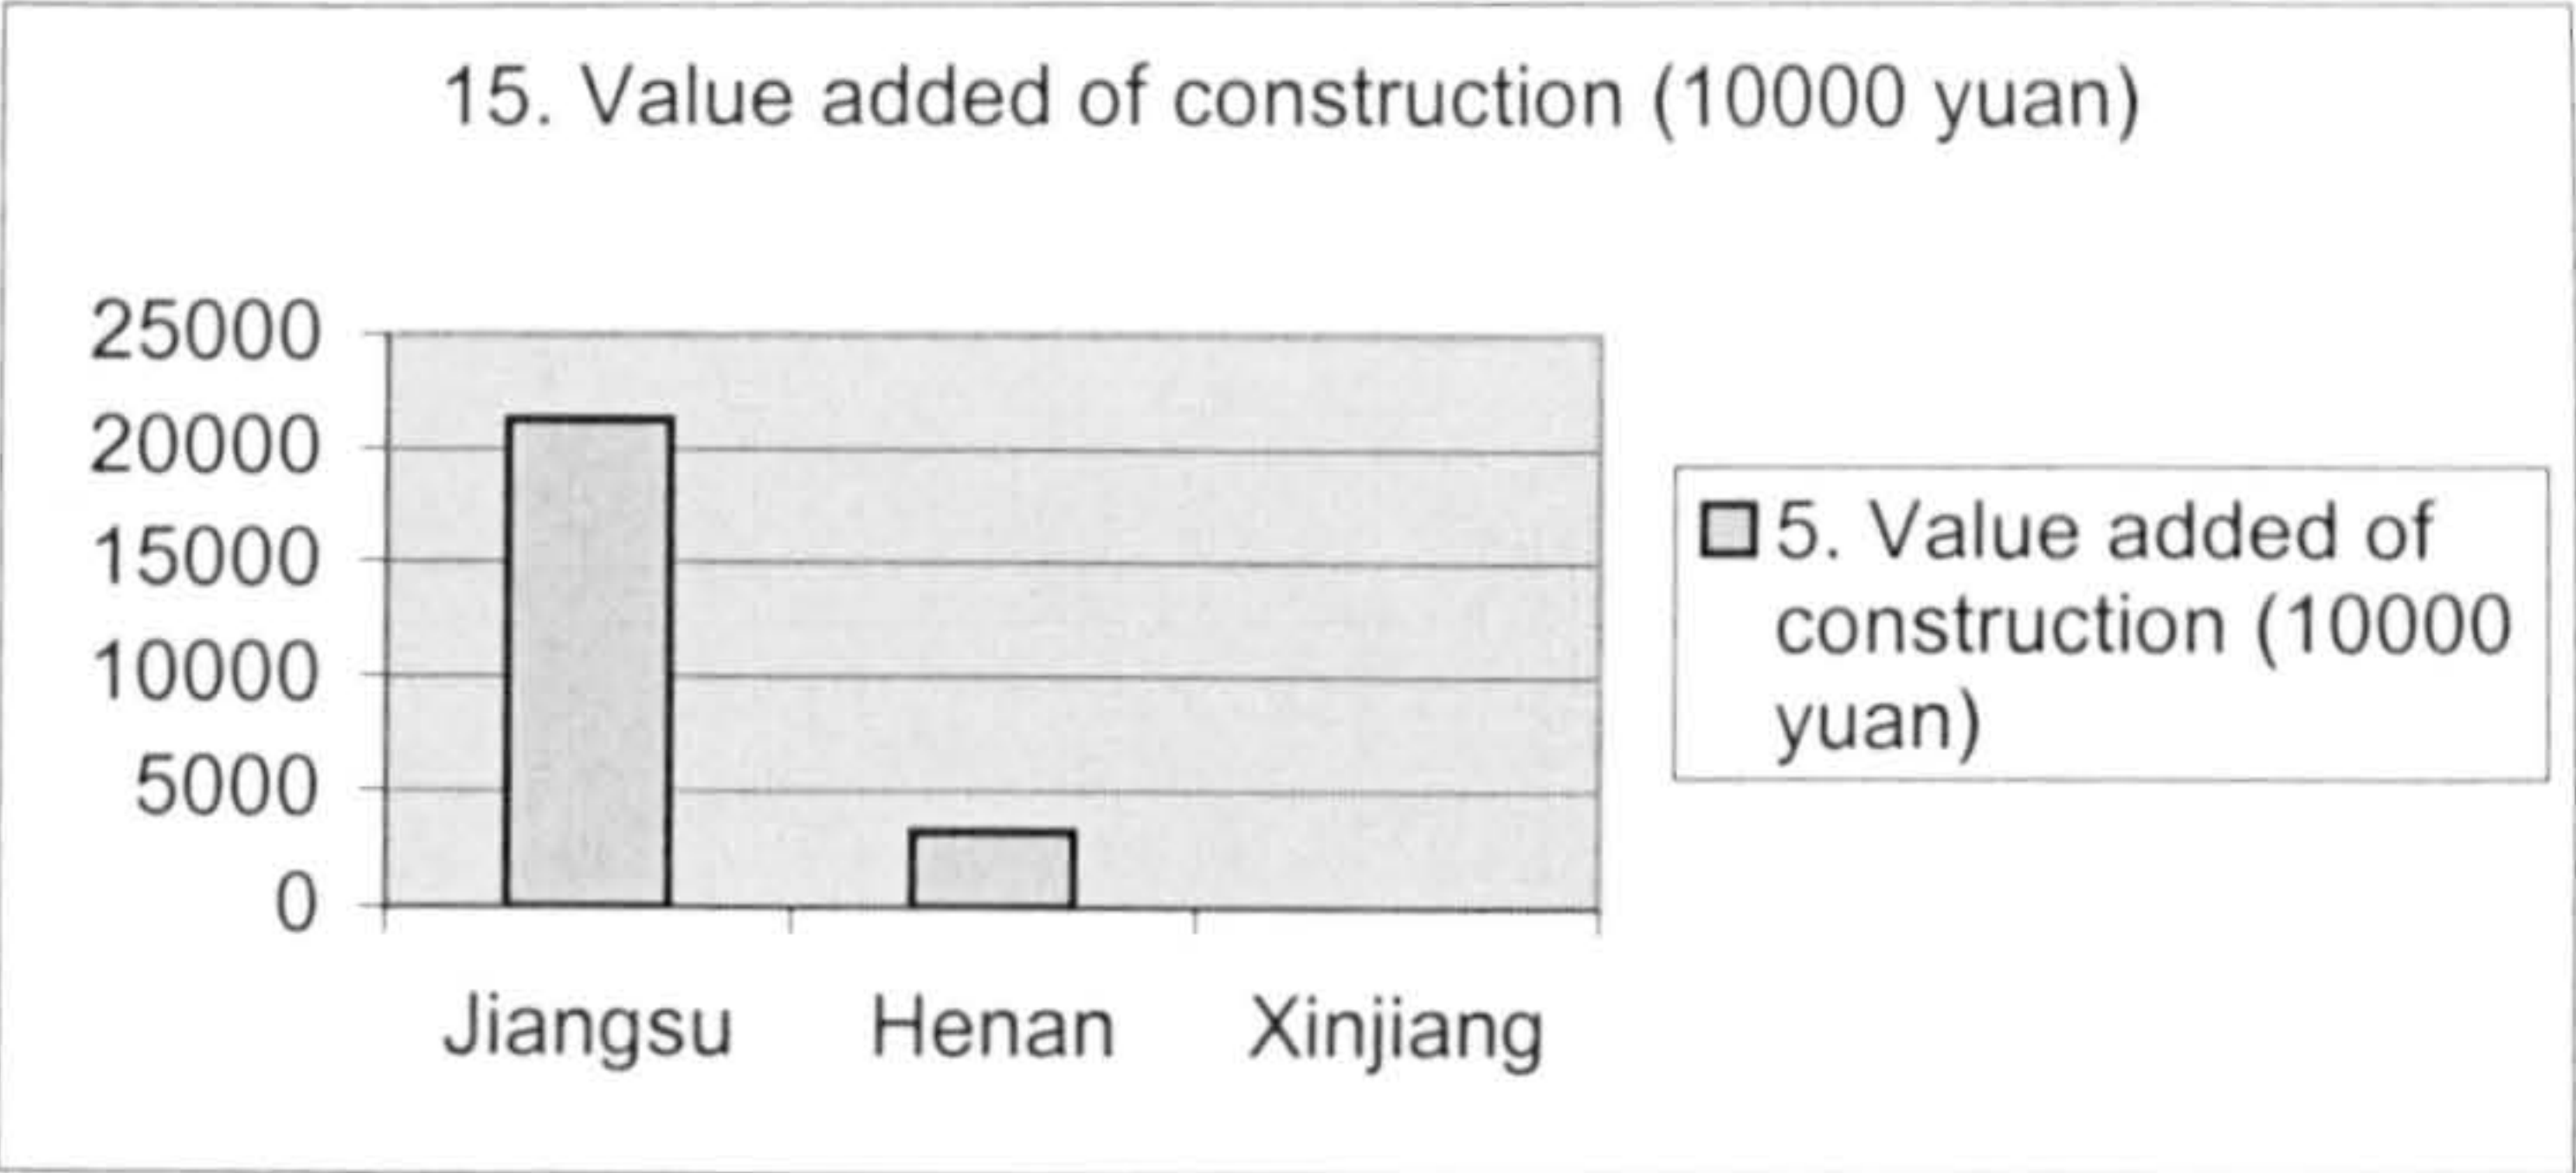 15. Value added of construction (10000 yuan)
25000
20000
15000
10000
5000
0
Jiangsu
Henan
Xinjiang
5. Value added of
construction (10000
yuan)